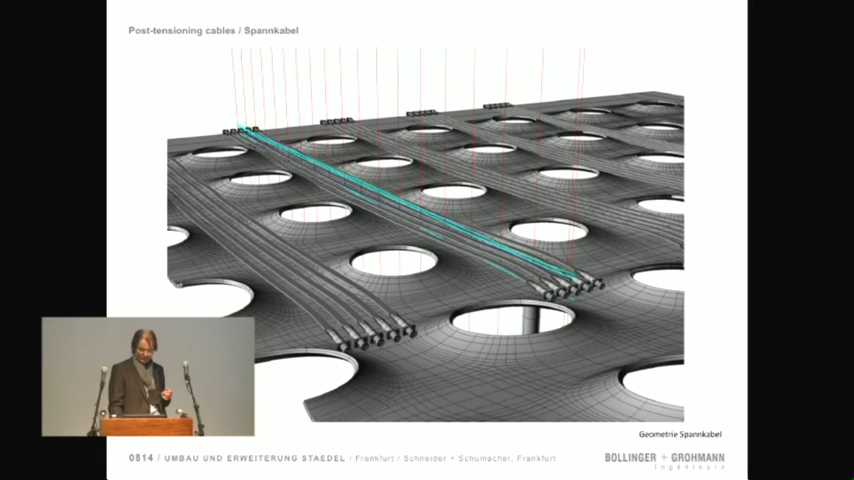 Post-tensioning cables / Spannkabel
Geometrie Spannkabel
0814 / UMBAU UND ERWEITERUNG STAEDEL / Frankfurt / Schneider + Schumacher, Frankfurt
BOLLINGER + GROHMANN
Ingenieure